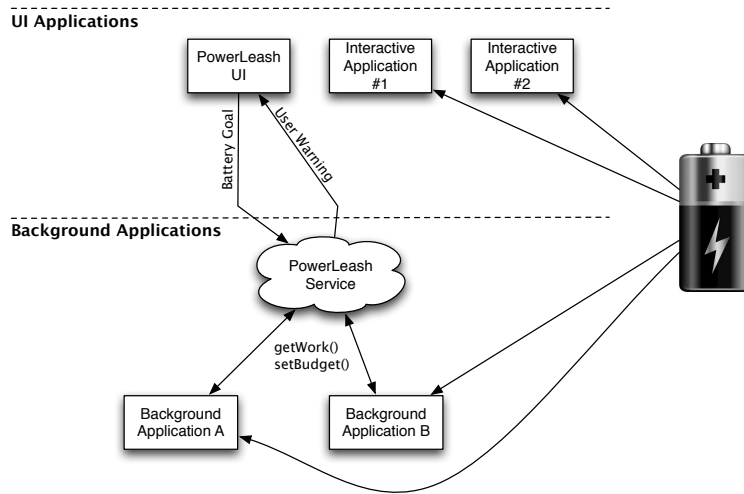 UI Applications
PowerLeash
UI
Interactive
Application
#1
Interactive
Application
#2
Battery Goal
User Warning
Background Applications
PowerLeash
Service
getWork()
setBudget()
Background
Application A
Background
Application B